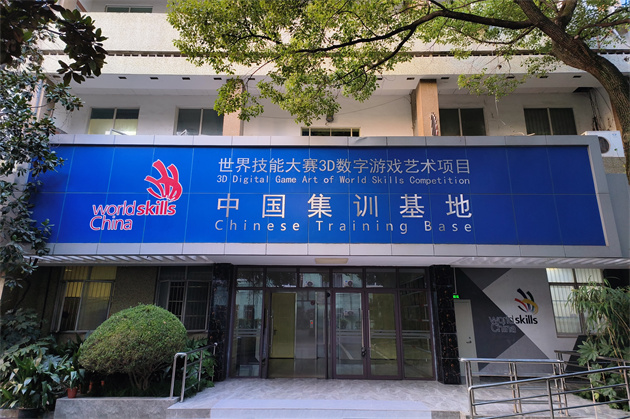 世界技能大赛3D数字游戏艺术项目
3D Digital Game Art of World Skills Competition
worldskills
China
中国集训基地
Chinese Training Base
worldskills
China